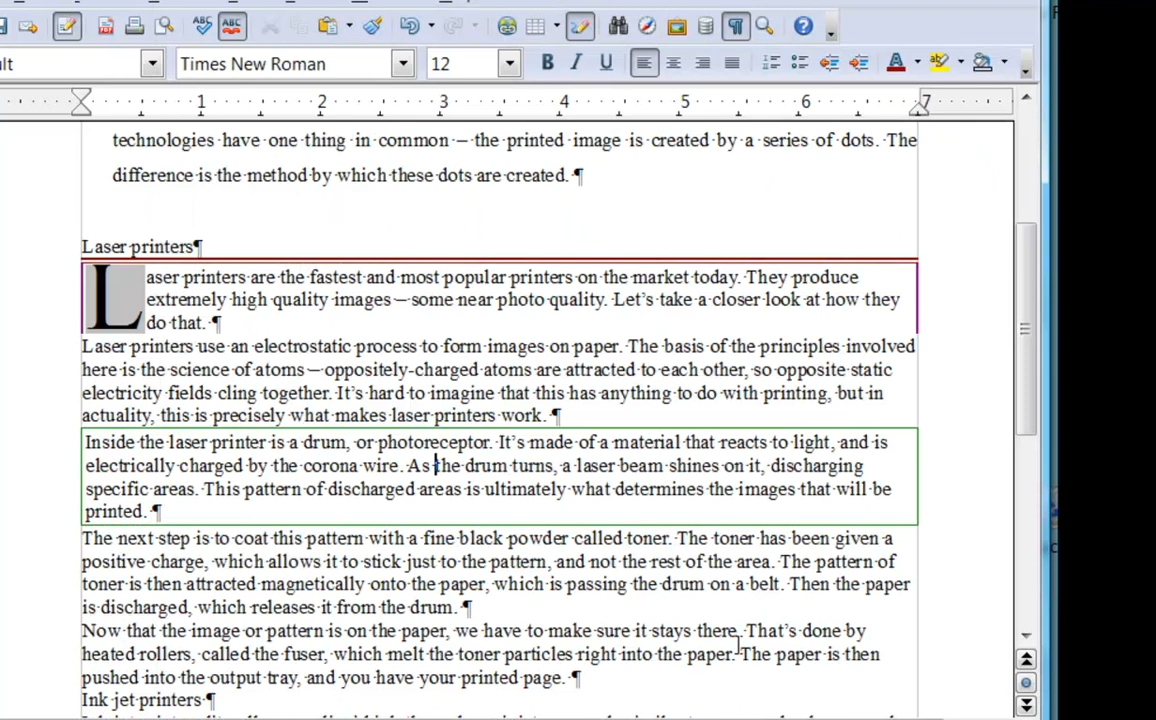 ABC ABC
ult Times New Roman 12 B I U A
1 2 3 4 5 6 7
technologies have one thing in common – the printed image is created by a series of dots. The
difference is the method by which these dots are created. ¶
Laser printers¶
Laser printers are the fastest and most popular printers on the market today. They produce
extremely high quality images – some near photo quality. Let's take a closer look at how they
do that. ¶
Laser printers use an electrostatic process to form images on paper. The basis of the principles involved
here is the science of atoms – oppositely-charged atoms are attracted to each other, so opposite static
electricity fields cling together. It's hard to imagine that this has anything to do with printing, but in
actuality, this is precisely what makes laser printers work. ¶
Inside the laser printer is a drum, or photoreceptor. It's made of a material that reacts to light, and is
electrically charged by the corona wire. As the drum turns, a laser beam shines on it, discharging
specific areas. This pattern of discharged areas is ultimately what determines the images that will be
printed. ¶
The next step is to coat this pattern with a fine black powder called toner. The toner has been given a
positive charge, which allows it to stick just to the pattern, and not the rest of the area. The pattern of
toner is then attracted magnetically onto the paper, which is passing the drum on a belt. Then the paper
is discharged, which releases it from the drum. ¶
Now that the image or pattern is on the paper, we have to make sure it stays there. That's done by
heated rollers, called the fuser, which melt the toner particles right into the paper. The paper is then
pushed into the output tray, and you have your printed page. ¶
Ink jet printers ¶